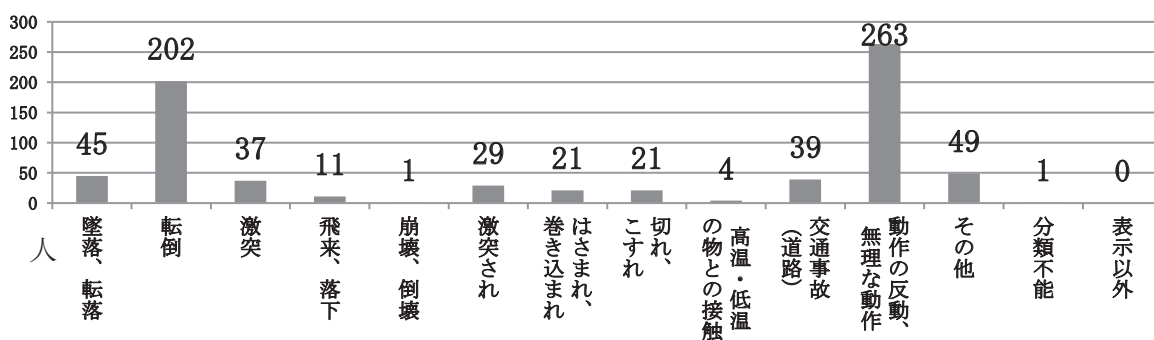 300
250
200
150
100
50
0
人
45
202
37
11
1
29
21
21
4
39
263
49
1
0
墜落、転落
転倒
激突
飛来、落下
崩壊、倒壊
激突され
はさまれ、
巻き込まれ
切れ、
こすれ
高温・低温
の物との接触
交通事故
（道路）
動作の反動、
無理な動作
その他
分類不能
表示以外